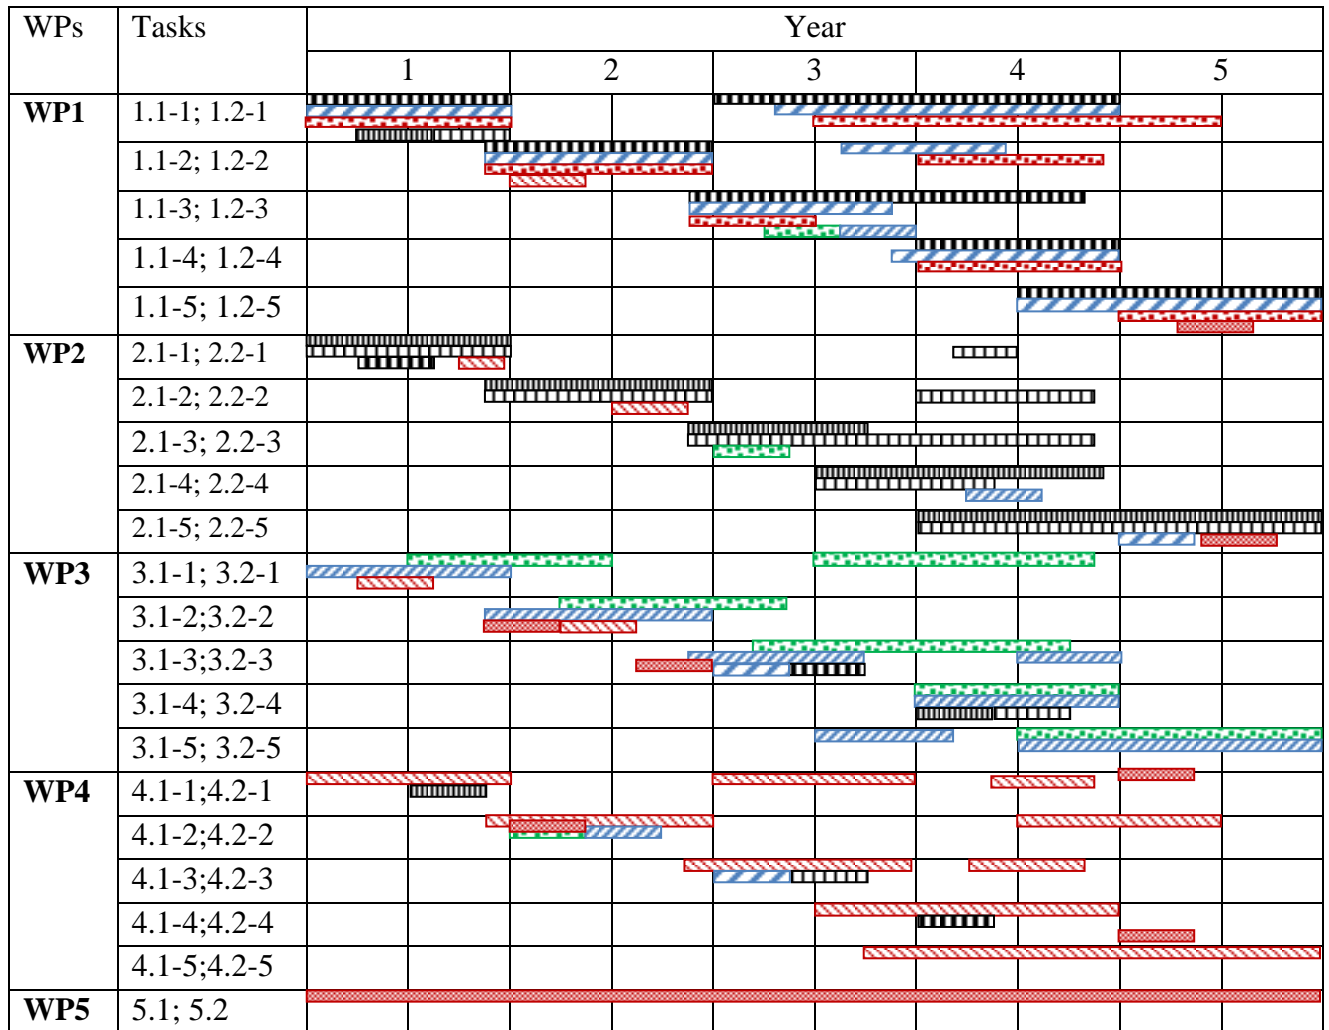 WPs Tasks Year
1 2 3 4 5
WP1 1.1-1; 1.2-1
1.1-2; 1.2-2
1.1-3; 1.2-3
1.1-4; 1.2-4
1.1-5; 1.2-5
WP2 2.1-1; 2.2-1
2.1-2; 2.2-2
2.1-3; 2.2-3
2.1-4; 2.2-4
2.1-5; 2.2-5
WP3 3.1-1; 3.2-1
3.1-2;3.2-2
3.1-3;3.2-3
3.1-4; 3.2-4
3.1-5; 3.2-5
WP4 4.1-1;4.2-1
4.1-2;4.2-2
4.1-3;4.2-3
4.1-4;4.2-4
4.1-5;4.2-5
WP5 5.1; 5.2